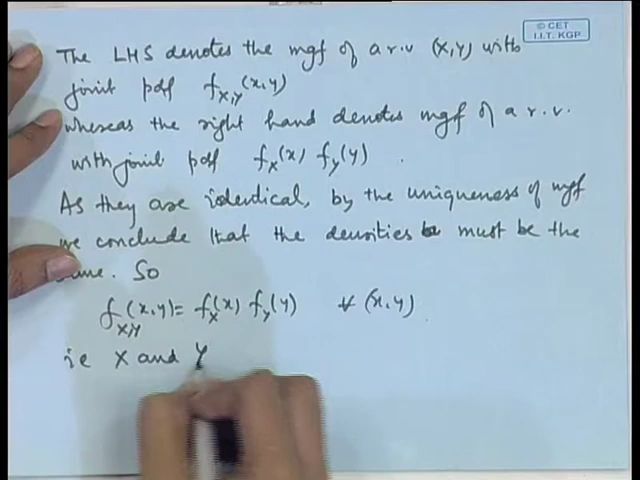 © CET
I.I.T. KGP
The LHS denotes the mgf of a r.v (X,Y) with
joint pdf f_{X,Y}(x,y)
whereas the right hand denotes mgf of a r.v.
with joint pdf f_X(x) f_Y(y) .
As they are identical, by the uniqueness of mgf
we conclude that the densities must be the
same. So
f_{X,Y}(x,y) = f_X(x) f_Y(y) ∀ (x,y) .
ie X and Y